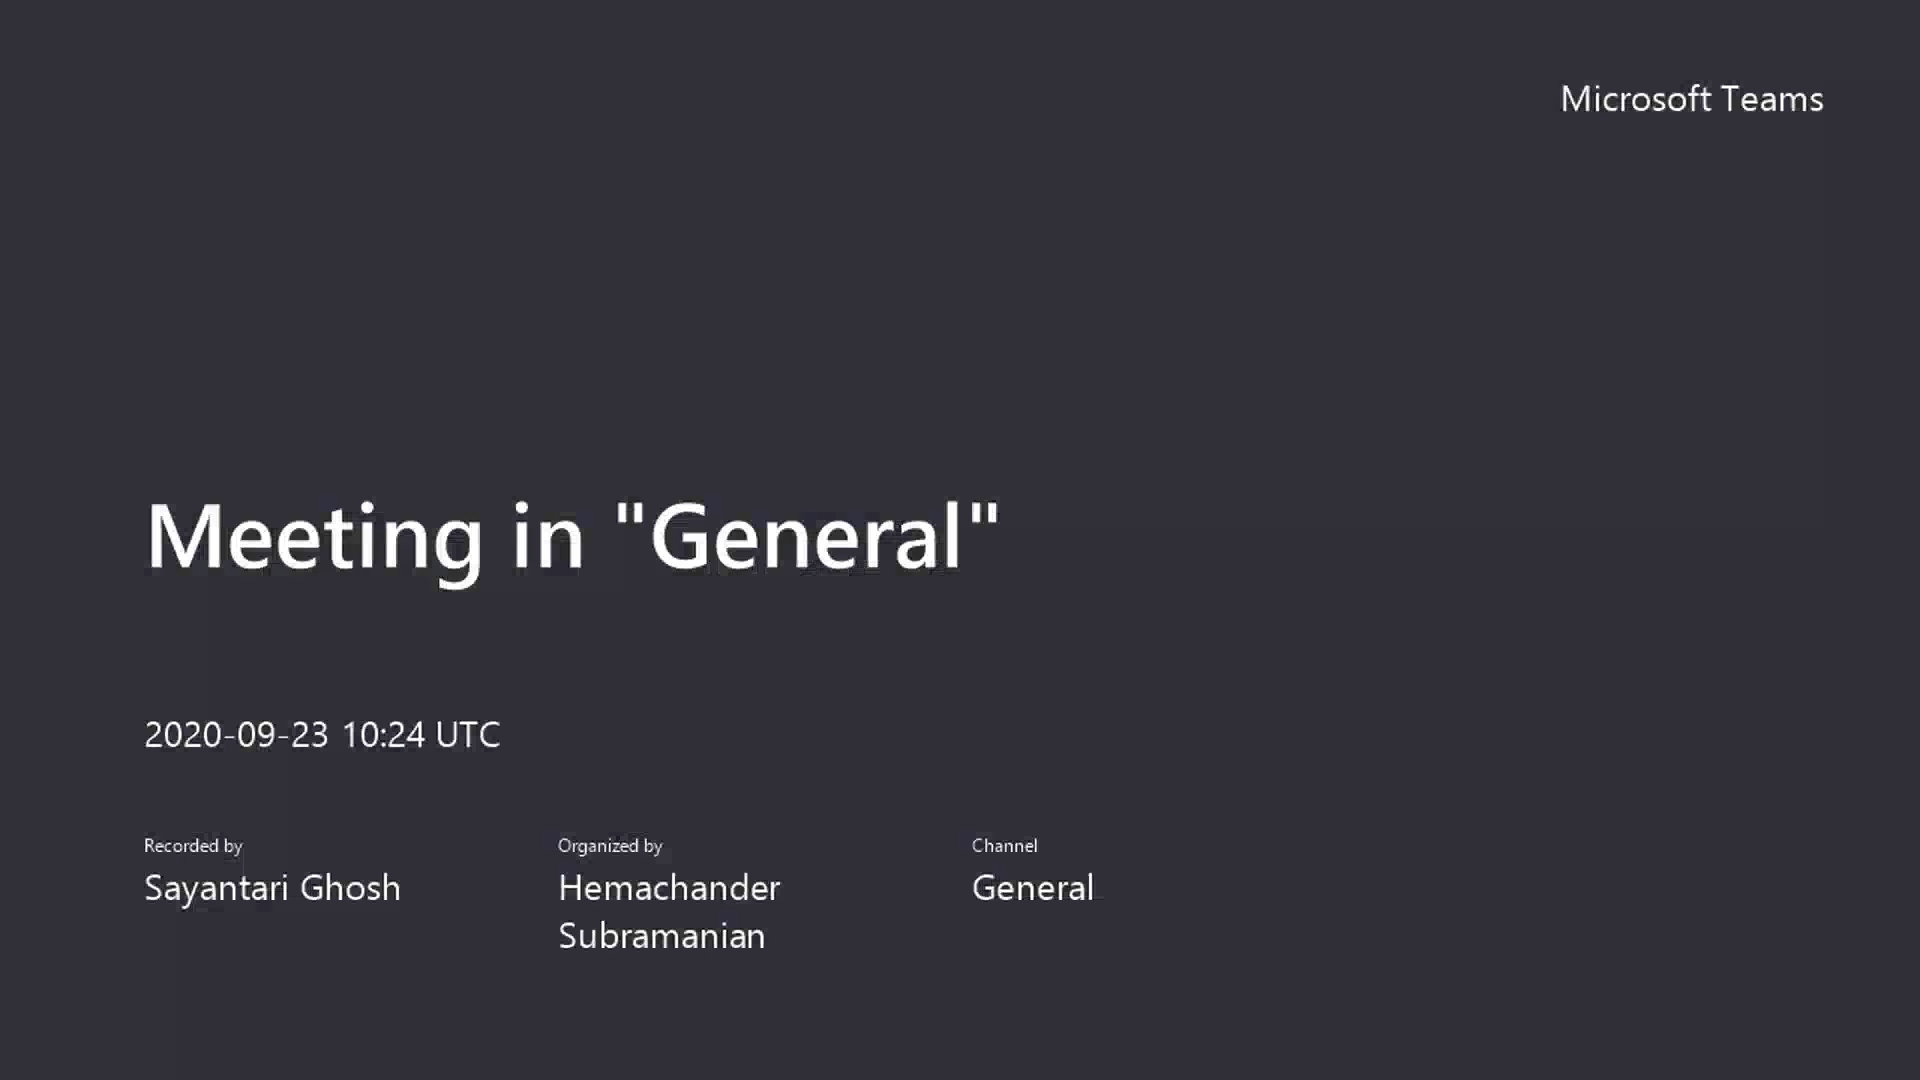 Microsoft Teams
Meeting in "General"
2020-09-23 10:24 UTC
Recorded by
Sayantari Ghosh
Organized by
Hemachander
Subramanian
Channel
General